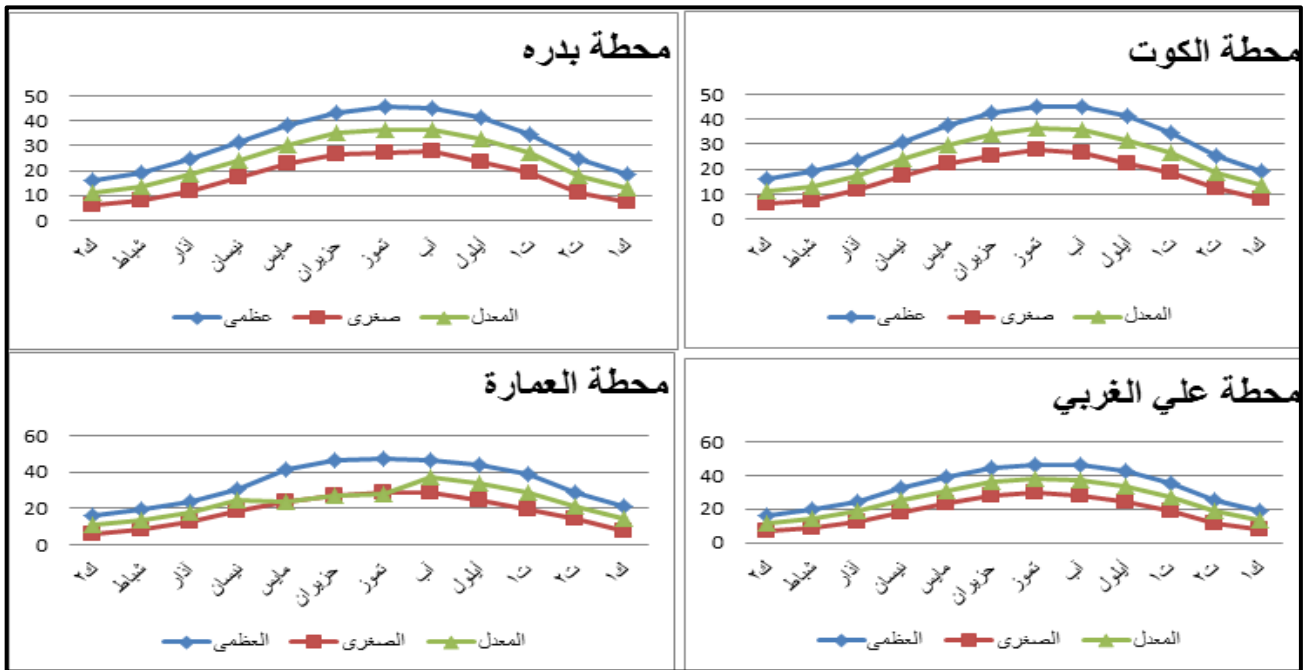 محطة بدره
50
40
30
20
10
0
ك٢ شباط آذار نيسان مايس حزيران تموز آب أيلول ت١ ت٢ ك١
عظمى صغرى المعدل
محطة الكوت
50
40
30
20
10
0
ك٢ شباط آذار نيسان مايس حزيران تموز آب أيلول ت١ ت٢ ك١
عظمى صغرى المعدل
محطة العمارة
60
40
20
0
ك٢ شباط آذار نيسان مايس حزيران تموز آب أيلول ت١ ت٢ ك١
العظمى الصغرى المعدل
محطة علي الغربي
60
40
20
0
ك٢ شباط آذار نيسان مايس حزيران تموز آب أيلول ت١ ت٢ ك١
العظمى الصغرى المعدل